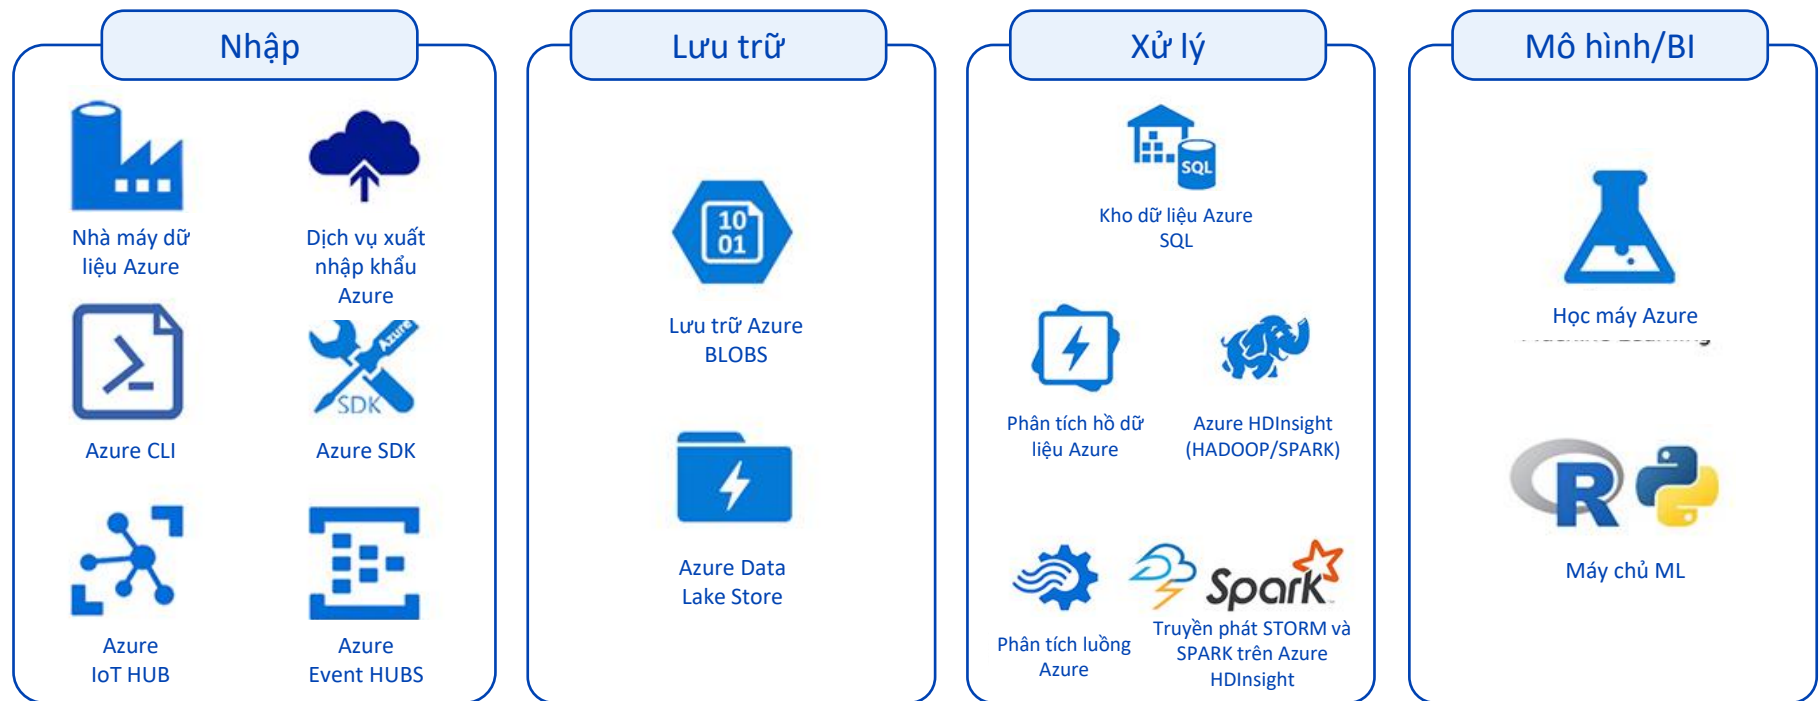 Nhập
Nhà máy dữ
liệu Azure
Dịch vụ xuất
nhập khẩu
Azure
Azure CLI
Azure
SDK
Azure SDK
Azure
IoT HUB
Azure
Event HUBS
Lưu trữ
10
01
Lưu trữ Azure
BLOBS
Azure Data
Lake Store
Xử lý
SQL
Kho dữ liệu Azure
SQL
Phân tích hồ dữ
liệu Azure
Azure HDInsight
(HADOOP/SPARK)
Phân tích luồng
Azure
Spark
Truyền phát STORM và
SPARK trên Azure
HDInsight
Mô hình/BI
Học máy Azure
R
Máy chủ ML